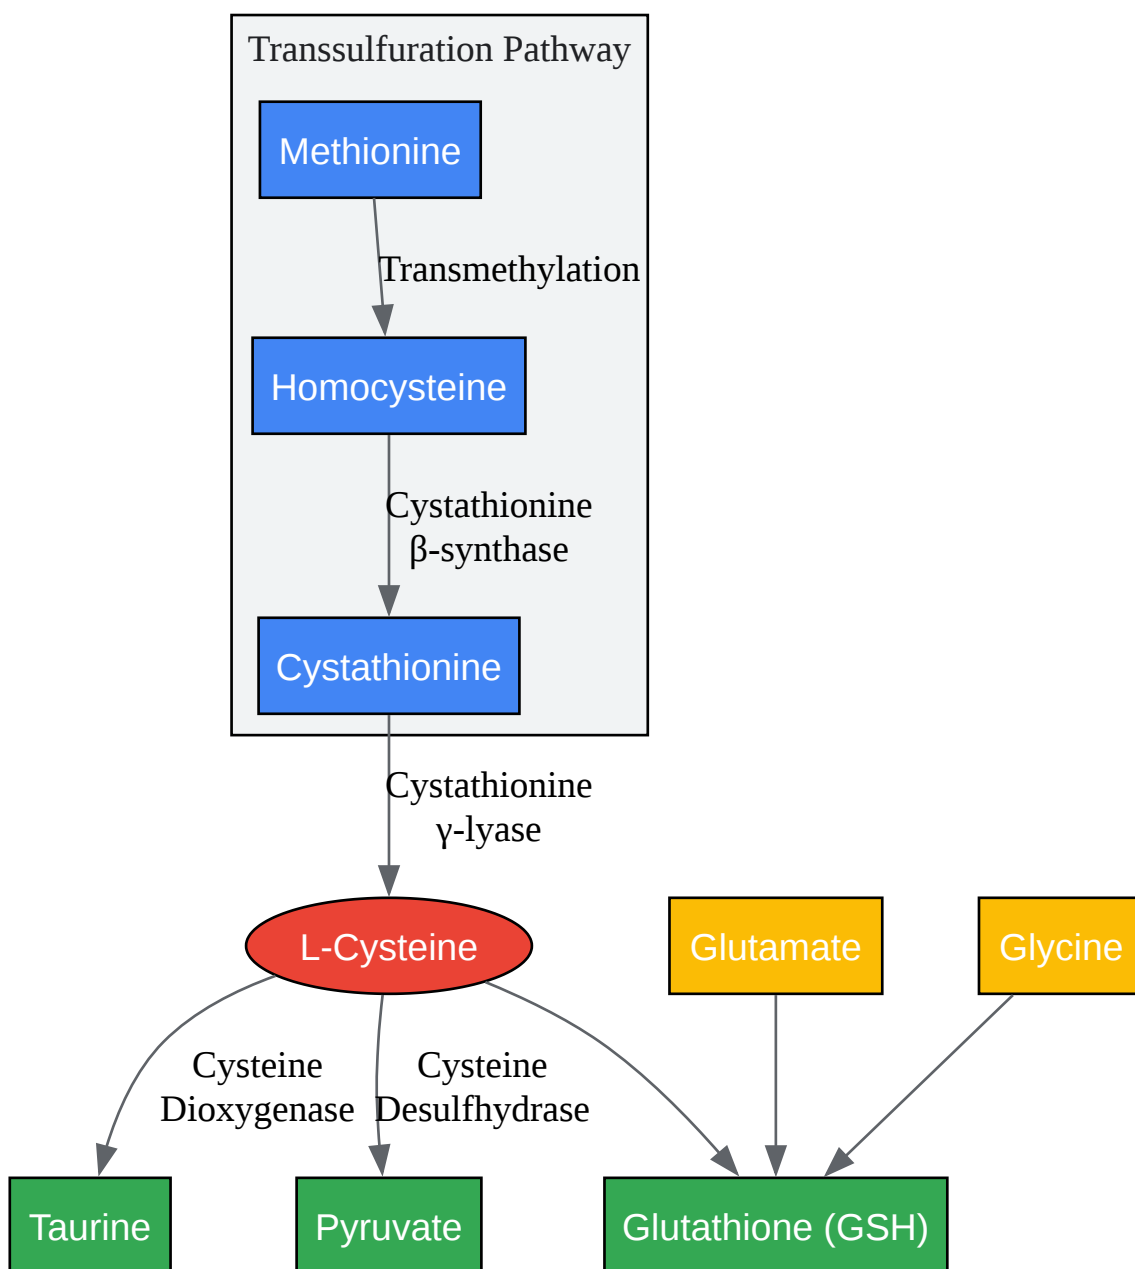 Transsulfuration Pathway
Methionine
Transmethylation
Homocysteine
Cystathionine
β-synthase
Cystathionine
Cystathionine
γ-lyase
L-Cysteine
Glutamate
Glycine
Cysteine
Dioxygenase
Cysteine
Desulfhydrase
Taurine
Pyruvate
Glutathione (GSH)